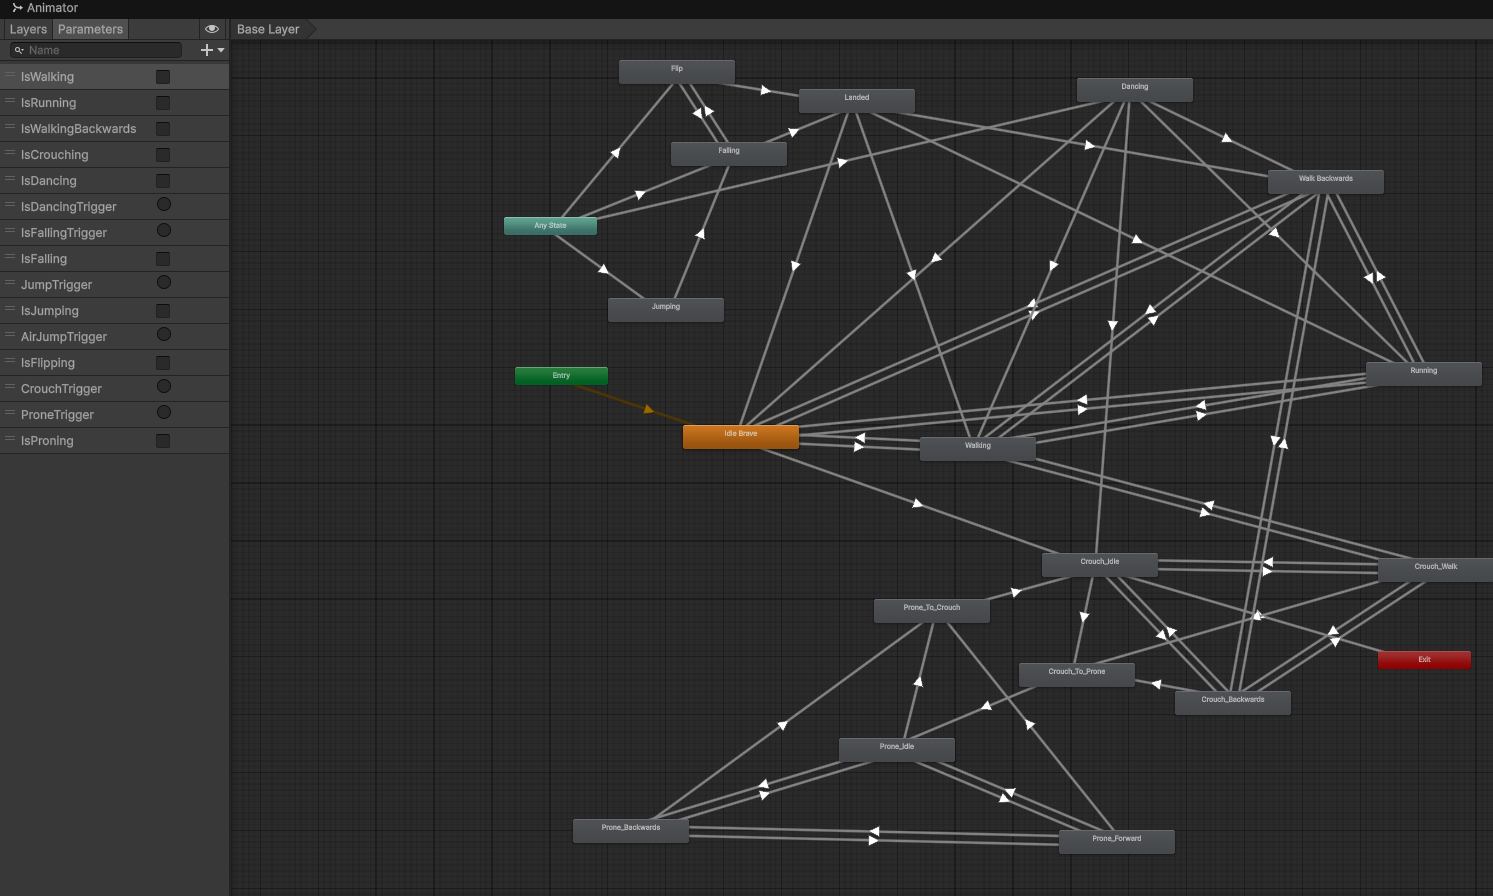 Animator
Layers
Parameters
Base Layer
Name
IsWalking
IsRunning
IsWalkingBackwards
IsCrouching
IsDancing
IsDancingTrigger
IsFallingTrigger
IsFalling
JumpTrigger
IsJumping
AirJumpTrigger
IsFlipping
CrouchTrigger
ProneTrigger
IsProning
Flip
Landed
Dancing
Falling
Walk Backwards
Any State
Jumping
Entry
Running
Idle Brave
Walking
Crouch_Idle
Crouch_Walk
Prone_To_Crouch
Exit
Crouch_To_Prone
Crouch_Backwards
Prone_Idle
Prone_Backwards
Prone_Forward